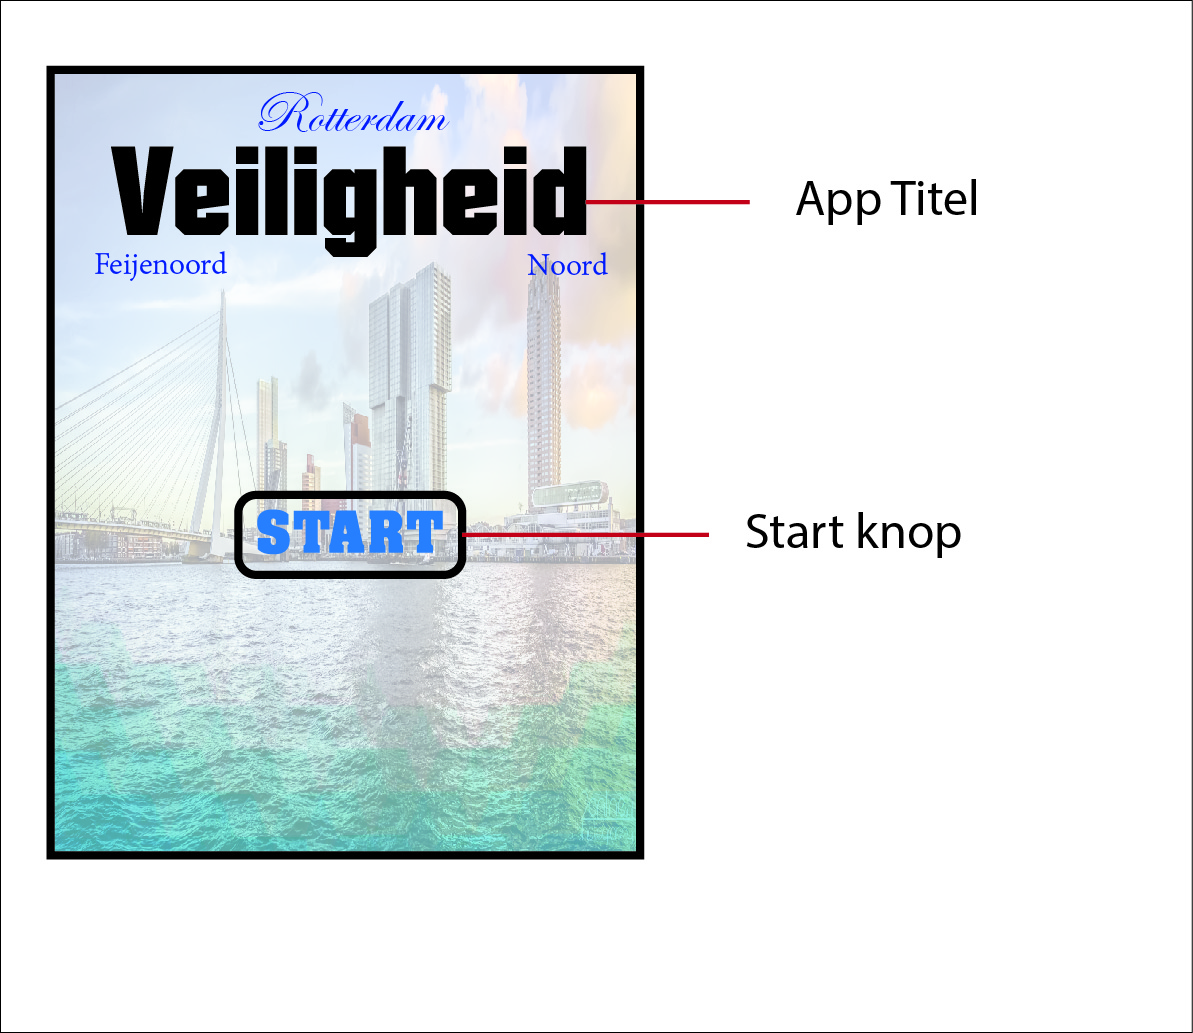 Rotterdam
Veiligheid
App Titel
Feijenoord
Noord
START
Start knop